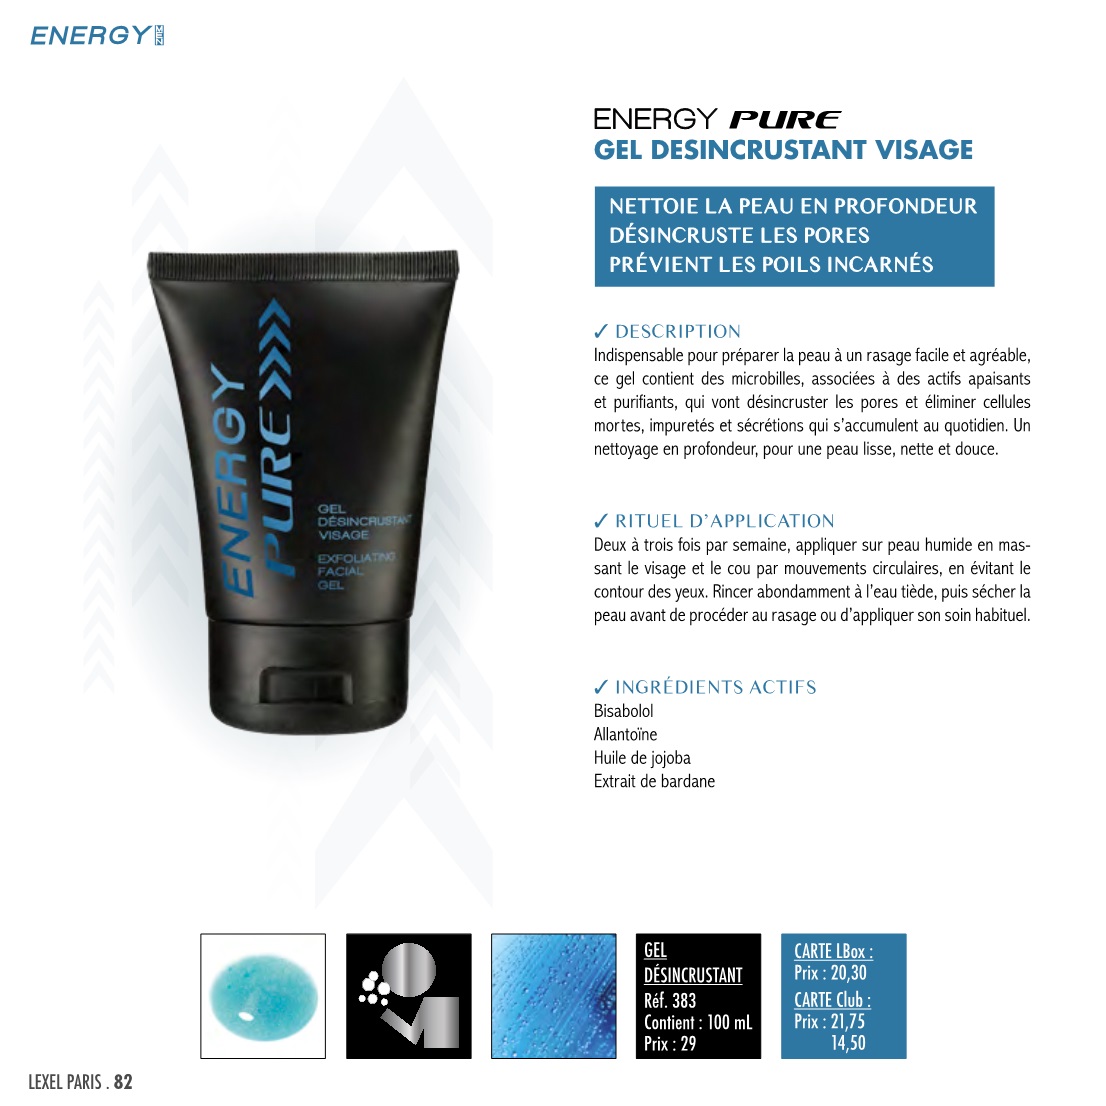 ENERGY MEN
ENERGY PURE
GEL DESINCRUSTANT VISAGE
NETTOIE LA PEAU EN PROFONDEUR
DÉSINCRUSTE LES PORES
PRÉVIENT LES POILS INCARNÉS
✓ DESCRIPTION
Indispensable pour préparer la peau à un rasage facile et agréable,
ce gel contient des microbilles, associées à des actifs apaisants
et purifiants, qui vont désincruster les pores et éliminer cellules
mortes, impuretés et sécrétions qui s’accumulent au quotidien. Un
nettoyage en profondeur, pour une peau lisse, nette et douce.
✓ RITUEL D’APPLICATION
Deux à trois fois par semaine, appliquer sur peau humide en mas-
sant le visage et le cou par mouvements circulaires, en évitant le
contour des yeux. Rincer abondamment à l’eau tiède, puis sécher la
peau avant de procéder au rasage ou d’appliquer son soin habituel.
✓ INGRÉDIENTS ACTIFS
Bisabolol
Allantoïne
Huile de jojoba
Extrait de bardane
ENERGY
PURE
GEL
DÉSINCRUSTANT
VISAGE
EXFOLIATING
FACIAL
GEL
GEL
DÉSINCRUSTANT
Réf. 383
Contient : 100 mL
Prix : 29
CARTE LBox :
Prix : 20,30
CARTE Club :
Prix : 21,75
14,50
LEXEL PARIS . 82